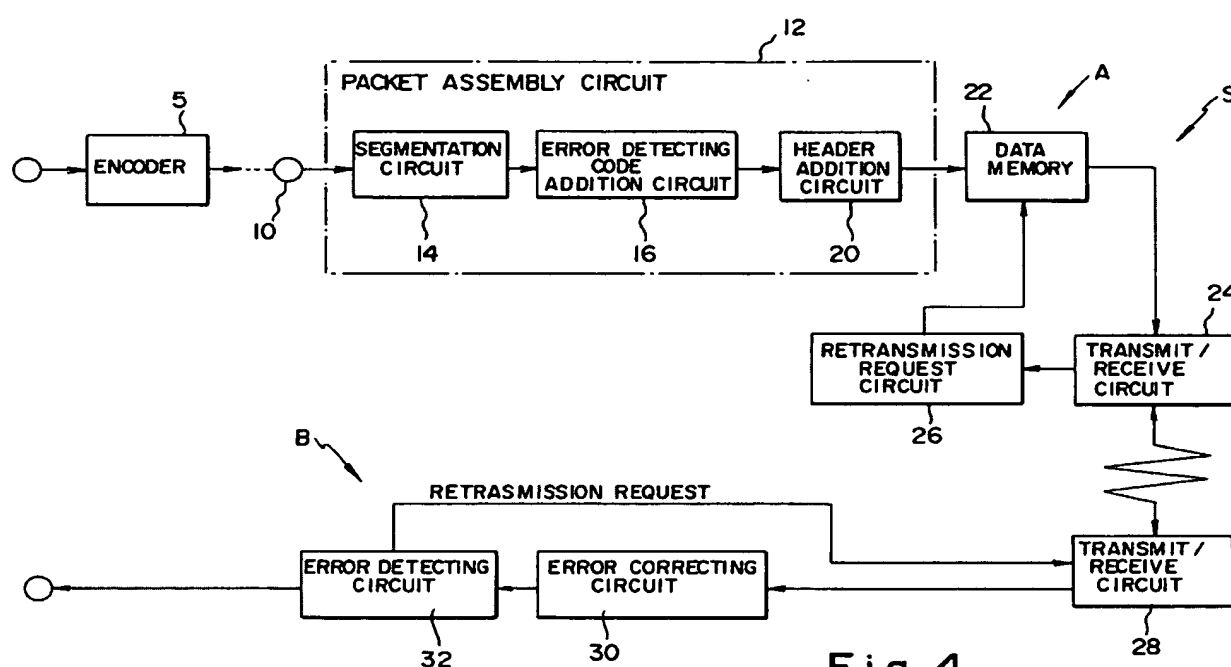 12
PACKET ASSEMBLY CIRCUIT
A
S
5
22
ENCODER
SEGMENTATION
CIRCUIT
ERROR DETECTING
CODE
ADDITION CIRCUIT
HEADER
ADDITION
CIRCUIT
DATA
MEMORY
10
14
16
20
24
RETRANSMISSION
REQUEST
CIRCUIT
TRANSMIT/
RECEIVE
CIRCUIT
26
B
RETRASMISSION REQUEST
ERROR DETECTING
CIRCUIT
ERROR CORRECTING
CIRCUIT
TRANSMIT/
RECEIVE
CIRCUIT
32
30
28
Fig. 4